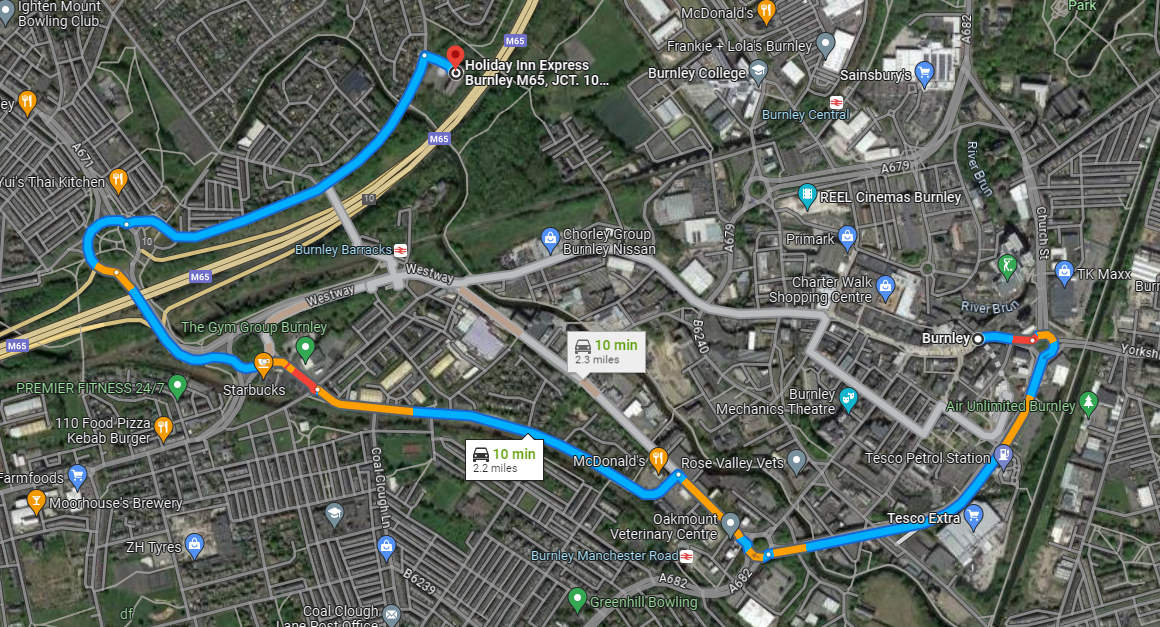 Ighten Mount
Bowling Club
McDonald's
A682
Park
M65
Frankie + Lola's Burnley
Holiday Inn Express
Burnley M65, JCT. 10...
Burnley College
Sainsbury's
ey
Burnley Central
M65
A671
River Brun
A679
Yui's Thai Kitchen
10
REEL Cinemas Burnley
Church St
10
Chorley Group
Burnley Nissan
A679
Primark
Burnley Barracks
M65
Westway
TK Maxx
Charter Walk
Shopping Centre
Burn
Westway
River Brun
The Gym Group Burnley
B6240
M65
10 min
2.3 miles
Burnley
Yorkshi
PREMIER FITNESS 24/7
Starbucks
Burnley
Mechanics Theatre
Air Unlimited Burnley
110 Food Pizza
Kebab Burger
10 min
2.2 miles
McDonald's
Rose Valley Vets
Tesco Petrol Station
Farmfoods
Coal Clough Ln
Moorhouse's Brewery
Oakmount
Veterinary Centre
Tesco Extra
ZH Tyres
Burnley Manchester Road
B6239
A682
A682
Greenhill Bowling
df
Coal Clough
Lane Post Office